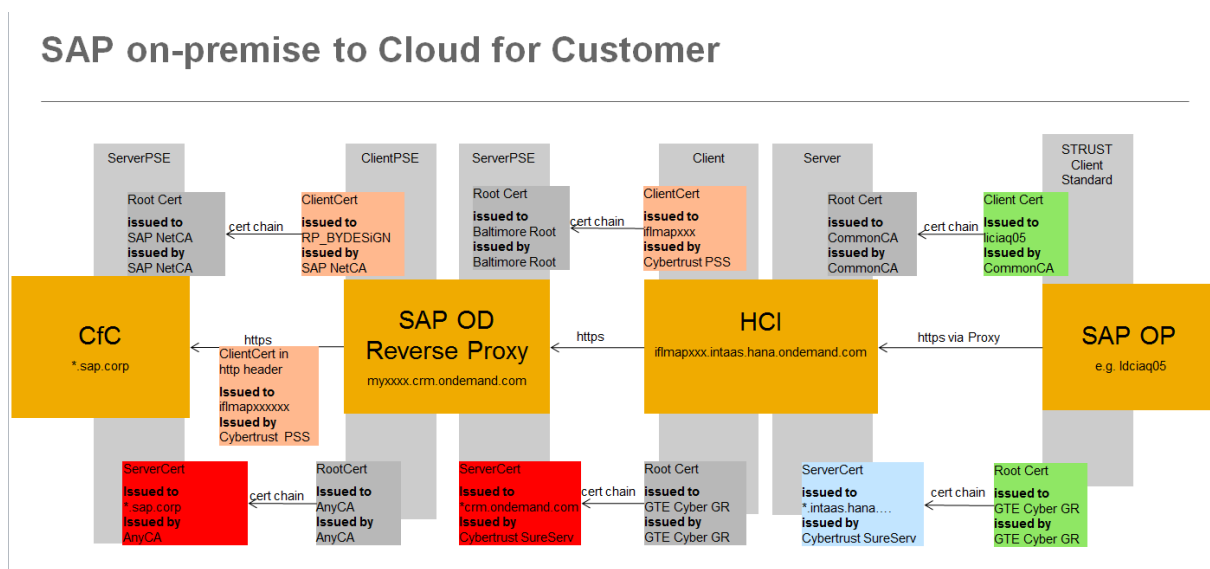 SAP on-premise to Cloud for Customer
ServerPSE
ClientPSE
ServerPSE
Client
Server
STRUST
Client
Standard
Root Cert
issued to
SAP NetCA
issued by
SAP NetCA
cert chain
ClientCert
issued to
RP_BYDESiGN
issued by
SAP NetCA
Root Cert
issued to
Baltimore Root
issued by
Baltimore Root
cert chain
ClientCert
issued to
iflmapxxx
issued by
Cybertrust PSS
Root Cert
issued to
CommonCA
issued by
CommonCA
cert chain
Client Cert
Issued to
liciaq05
Issued by
CommonCA
CfC
*.sap.corp
https
ClientCert in
http header
Issued to
iflmapxxxxxx
Issued by
Cybertrust PSS
SAP OD
Reverse Proxy
myxxxx.crm.ondemand.com
https
HCI
iflmapxxx.intaas.hana.ondemand.com
https via Proxy
SAP OP
e.g. ldciaq05
ServerCert
Issued to
*.sap.corp
Issued by
AnyCA
cert chain
RootCert
Issued to
AnyCA
Issued by
AnyCA
ServerCert
Issued to
*crm.ondemand.com
Issued by
Cybertrust SureServ
cert chain
Root Cert
issued to
GTE Cyber GR
issued by
GTE Cyber GR
ServerCert
Issued to
*.intaas.hana....
issued by
Cybertrust SureServ
cert chain
Root Cert
issued to
GTE Cyber GR
issued by
GTE Cyber GR